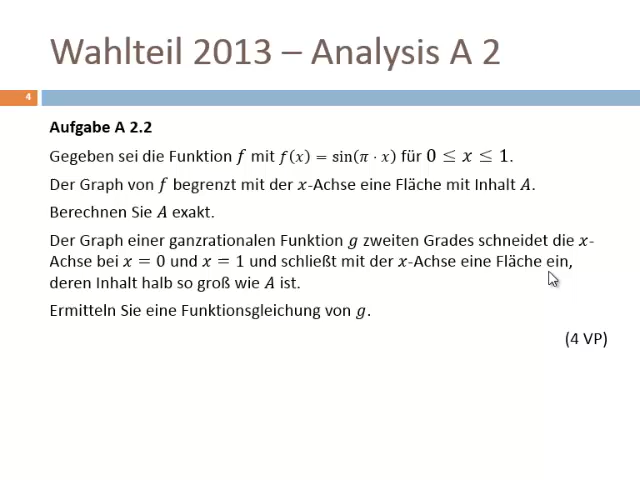 Wahlteil 2013 – Analysis A 2
4
Aufgabe A 2.2
Gegeben sei die Funktion f mit f(x) = sin(π · x) für 0 ≤ x ≤ 1.
Der Graph von f begrenzt mit der x-Achse eine Fläche mit Inhalt A.
Berechnen Sie A exakt.
Der Graph einer ganzrationalen Funktion g zweiten Grades schneidet die x-
Achse bei x = 0 und x = 1 und schließt mit der x-Achse eine Fläche ein,
deren Inhalt halb so groß wie A ist.
Ermitteln Sie eine Funktionsgleichung von g.
(4 VP)